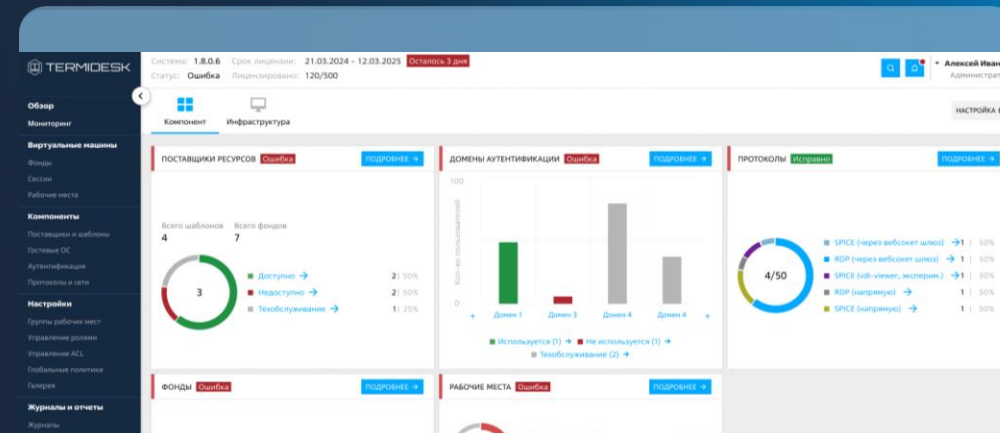 TERMIDESK
Система: 1.8.0.6 Срок лицензии: 21.03.2024 - 12.03.2025 Осталось 3 дня
Статус: Ошибка Лицензировано: 120/500
Алексей Иван
Администрат
Обзор
Мониторинг
Виртуальные машины
Фонды
Сессии
Рабочие места
Компоненты
Поставщики и шаблоны
Гостевые ОС
Аутентификация
Протоколы и сети
Настройки
Группы рабочих мест
Управление ролями
Управление ACL
Глобальные политики
Галерея
Журналы и отчеты
Журналы
Компонент Инфраструктура
НАСТРОЙКА
ПОСТАВЩИКИ РЕСУРСОВ Ошибка ПОДРОБНЕЕ →
Всего шаблонов Всего фондов
4 7
3
Доступно → 2 | 50%
Недоступно → 2 | 50%
Техобслуживание → 1 | 25%
ДОМЕНЫ АУТЕНТИФИКАЦИИ Ошибка ПОДРОБНЕЕ →
100
Кол-во пользователей
0
+ Домен 1 Домен 3 Домен 4 Домен 4 +
Используется (1) → Не используется (1) →
Техобслуживание (2) →
ПРОТОКОЛЫ Исправно ПОДРОБНЕЕ →
4/50
SPICE (через вебсокет шлюз) → 1 | 50%
RDP (через вебсокет шлюз) → 1 | 50%
SPICE (vdi-viewer, эксперим.) → 1 | 50%
RDP (напрямую) → 1 | 50%
SPICE (напрямую) → 1 | 50%
ФОНДЫ Ошибка ПОДРОБНЕЕ →
РАБОЧИЕ МЕСТА Ошибка ПОДРОБНЕЕ →